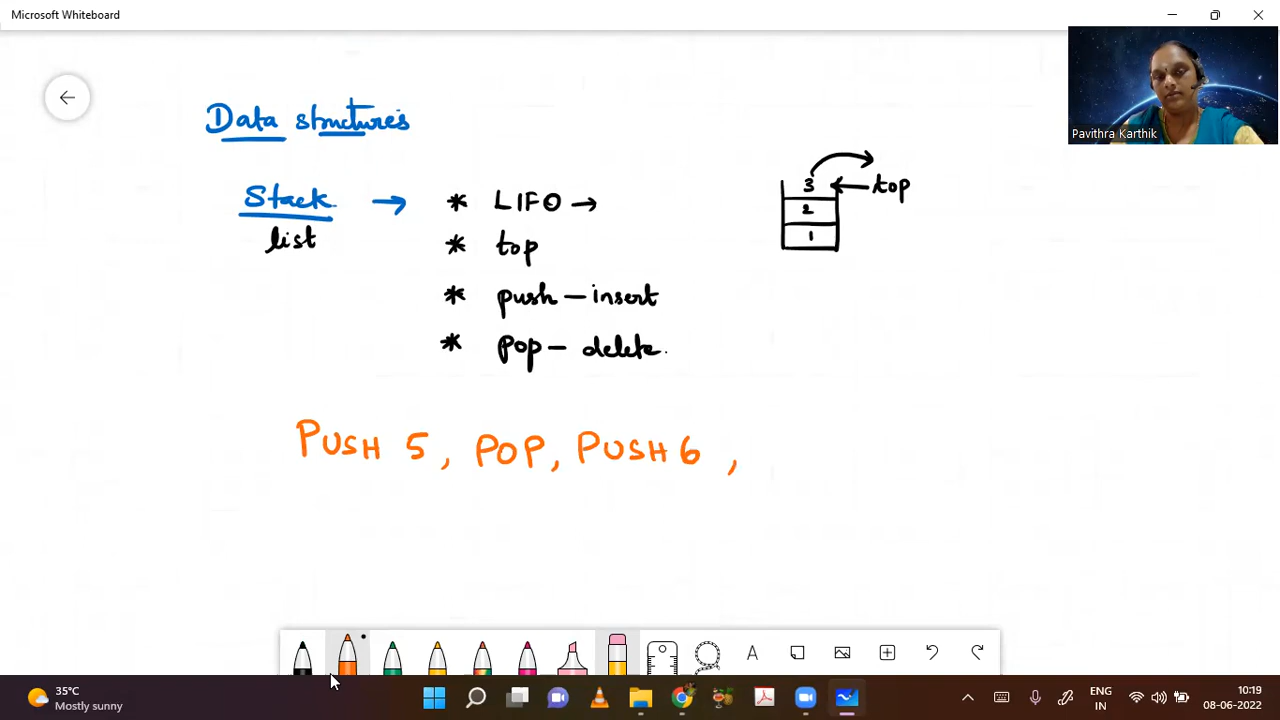 Microsoft Whiteboard
Pavithra Karthik
Data structures
Stack → * LIFO →
list
* top
* push – insert
* pop – delete.
3 ← top
2
1
PUSH 5, POP, PUSH 6 ,
A
35°C
Mostly sunny
ENG
IN
10:19
08-06-2022